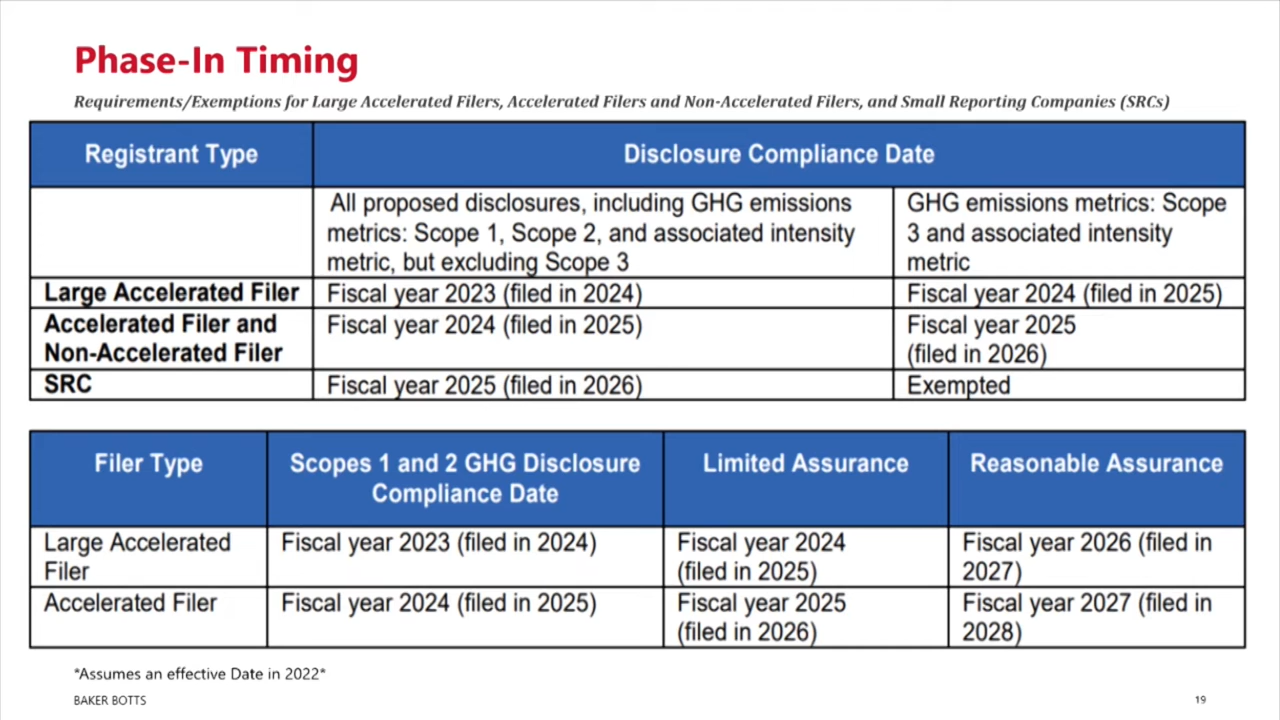 Phase-In Timing
Requirements/Exemptions for Large Accelerated Filers, Accelerated Filers and Non-Accelerated Filers, and Small Reporting Companies (SRCs)
Registrant Type
Disclosure Compliance Date
All proposed disclosures, including GHG emissions
metrics: Scope 1, Scope 2, and associated intensity
metric, but excluding Scope 3
GHG emissions metrics: Scope
3 and associated intensity
metric
Large Accelerated Filer
Fiscal year 2023 (filed in 2024)
Fiscal year 2024 (filed in 2025)
Accelerated Filer and
Non-Accelerated Filer
Fiscal year 2024 (filed in 2025)
Fiscal year 2025
(filed in 2026)
SRC
Fiscal year 2025 (filed in 2026)
Exempted
Filer Type
Scopes 1 and 2 GHG Disclosure
Compliance Date
Limited Assurance
Reasonable Assurance
Large Accelerated
Filer
Fiscal year 2023 (filed in 2024)
Fiscal year 2024
(filed in 2025)
Fiscal year 2026 (filed in
2027)
Accelerated Filer
Fiscal year 2024 (filed in 2025)
Fiscal year 2025
(filed in 2026)
Fiscal year 2027 (filed in
2028)
*Assumes an effective Date in 2022*
BAKER BOTTS
19